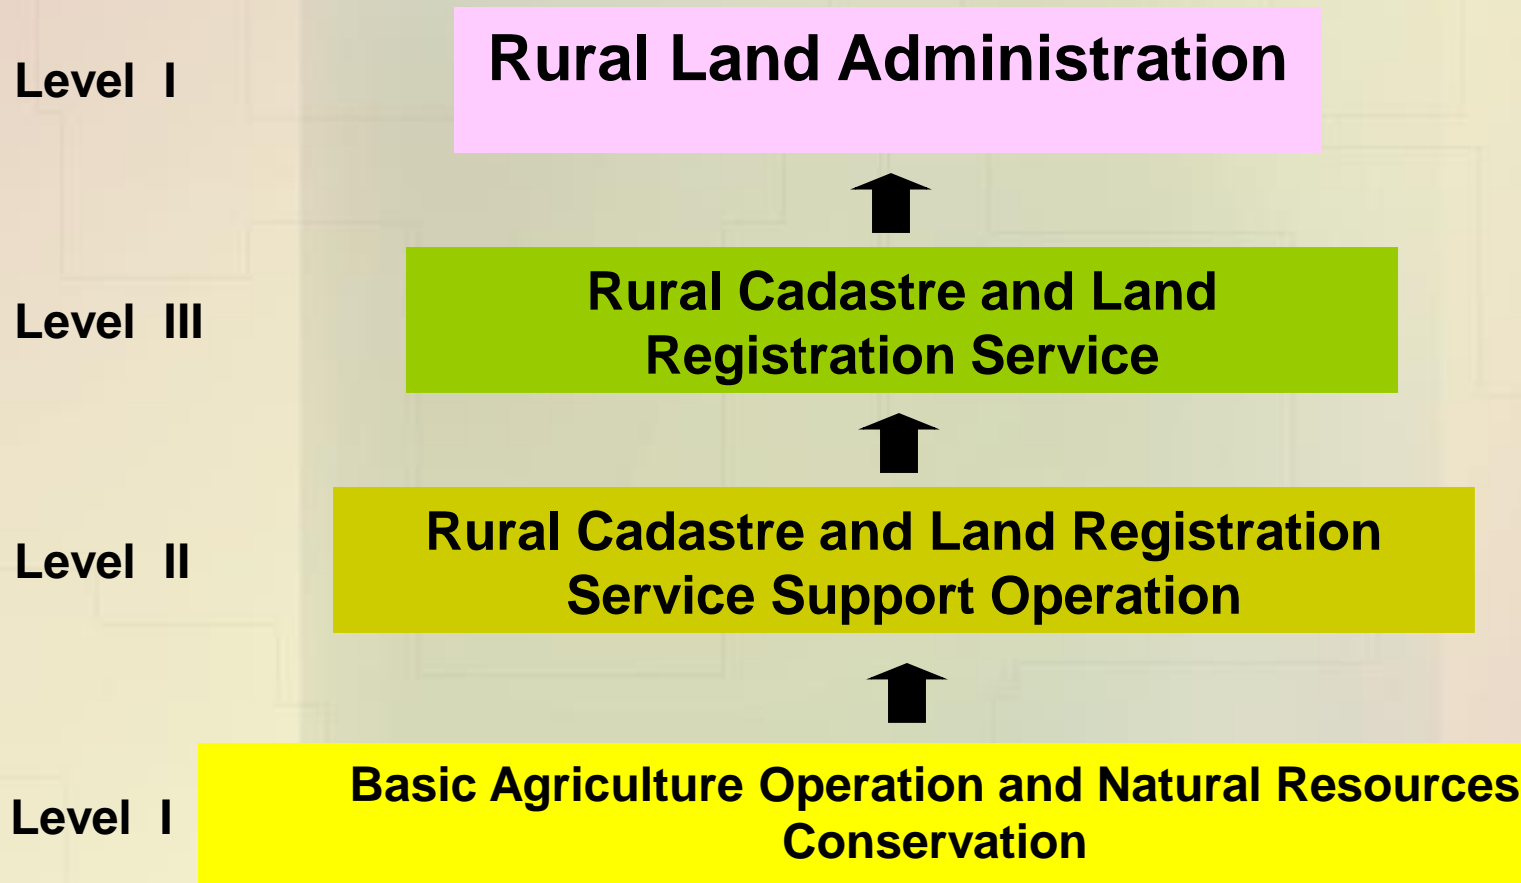 Level I
Rural Land Administration
Level III
Rural Cadastre and Land
Registration Service
Level II
Rural Cadastre and Land Registration
Service Support Operation
Level I
Basic Agriculture Operation and Natural Resources
Conservation